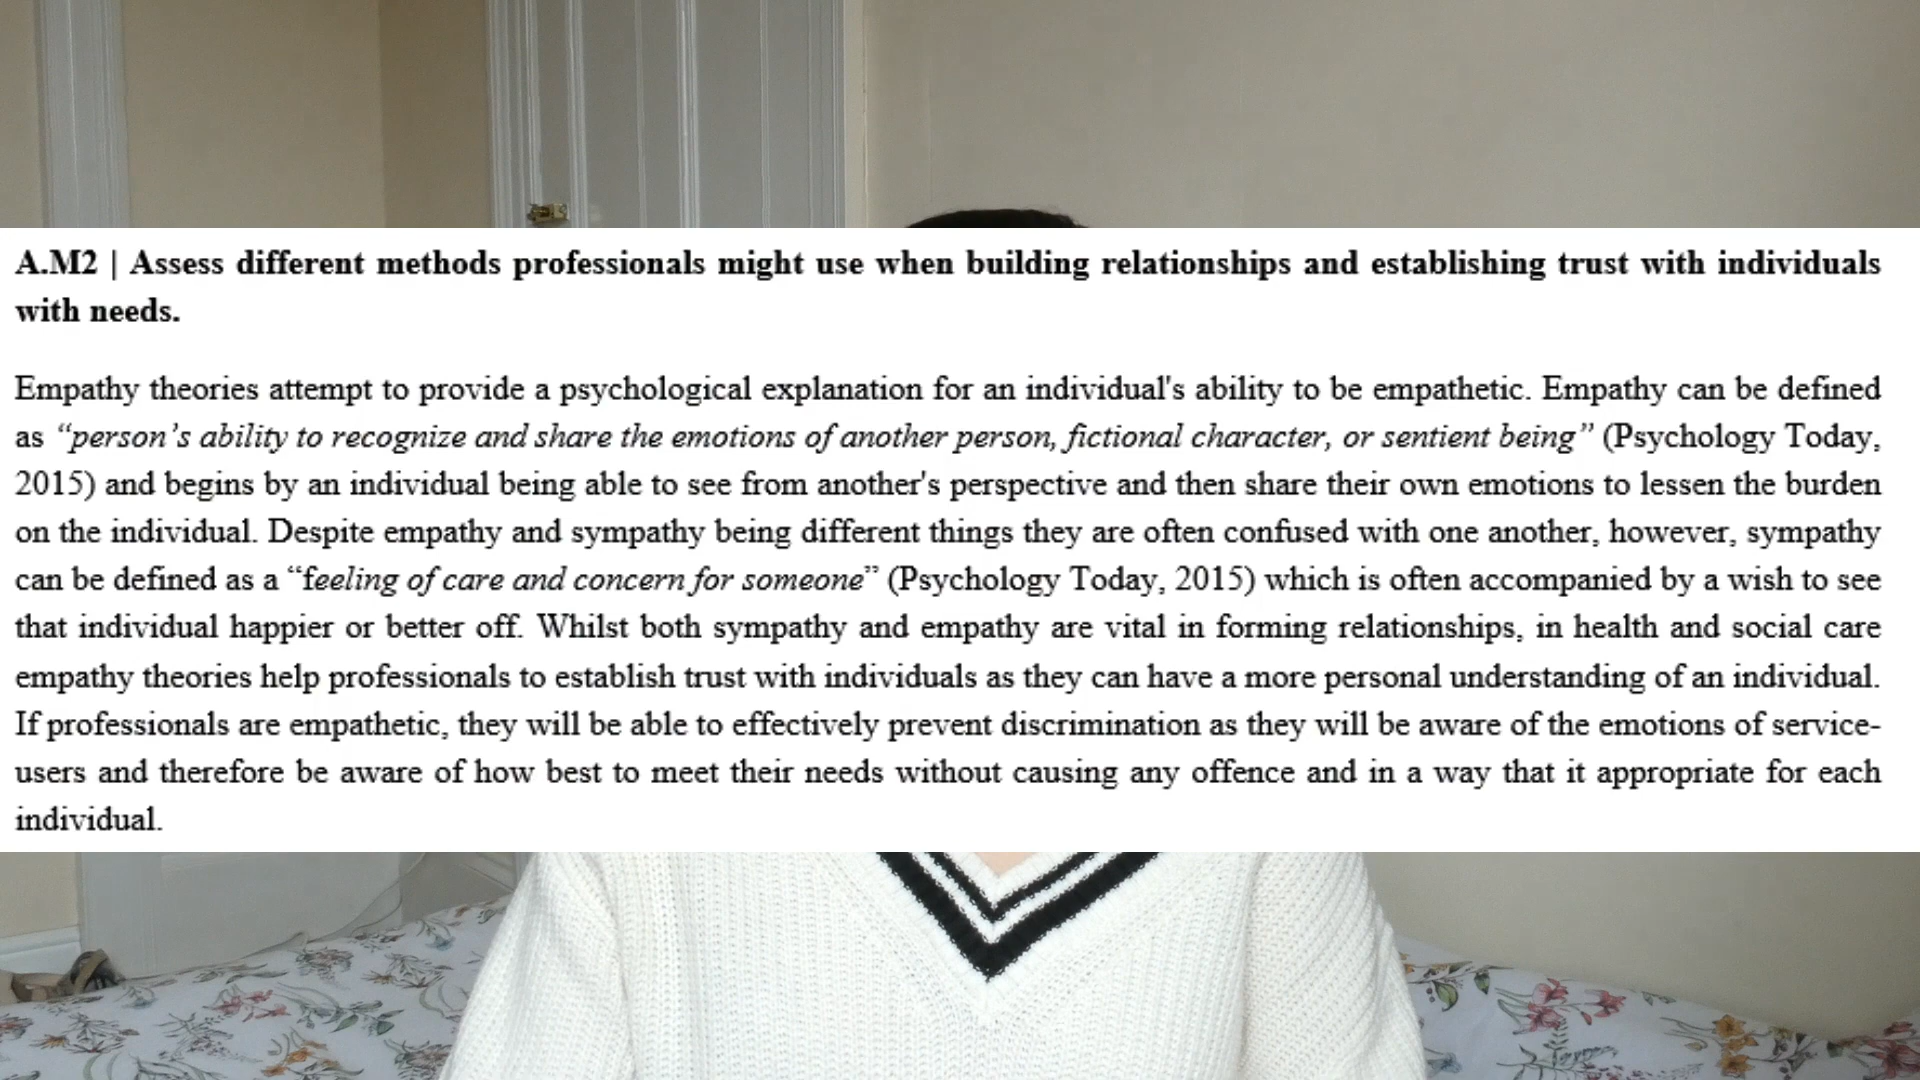 A.M2 | Assess different methods professionals might use when building relationships and establishing trust with individuals
with needs.
Empathy theories attempt to provide a psychological explanation for an individual's ability to be empathetic. Empathy can be defined
as “person’s ability to recognize and share the emotions of another person, fictional character, or sentient being” (Psychology Today,
2015) and begins by an individual being able to see from another's perspective and then share their own emotions to lessen the burden
on the individual. Despite empathy and sympathy being different things they are often confused with one another, however, sympathy
can be defined as a “feeling of care and concern for someone” (Psychology Today, 2015) which is often accompanied by a wish to see
that individual happier or better off. Whilst both sympathy and empathy are vital in forming relationships, in health and social care
empathy theories help professionals to establish trust with individuals as they can have a more personal understanding of an individual.
If professionals are empathetic, they will be able to effectively prevent discrimination as they will be aware of the emotions of service-
users and therefore be aware of how best to meet their needs without causing any offence and in a way that it appropriate for each
individual.